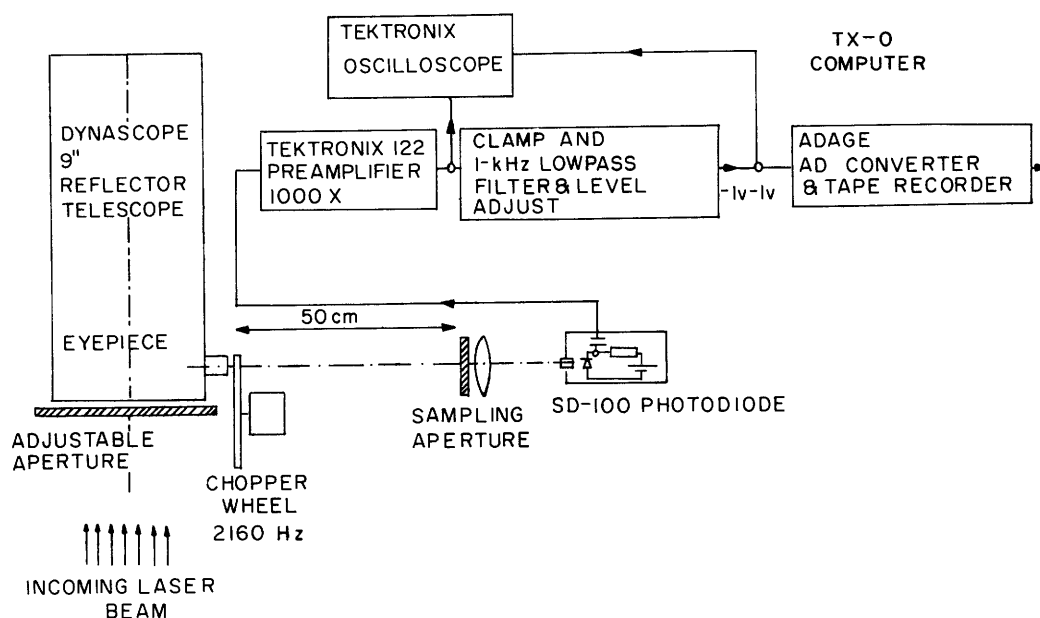 TEKTRONIX
OSCILLOSCOPE
TX-0
COMPUTER
DYNASCOPE
9"
REFLECTOR
TELESCOPE
TEKTRONIX 122
PREAMPLIFIER
1000 X
CLAMP AND
1-kHz LOWPASS
FILTER & LEVEL
ADJUST
-1v-1v
ADAGE
AD CONVERTER
& TAPE RECORDER
50 cm
EYEPIECE
SAMPLING
APERTURE
SD-100 PHOTODIODE
ADJUSTABLE
APERTURE
CHOPPER
WHEEL
2160 Hz
INCOMING LASER
BEAM